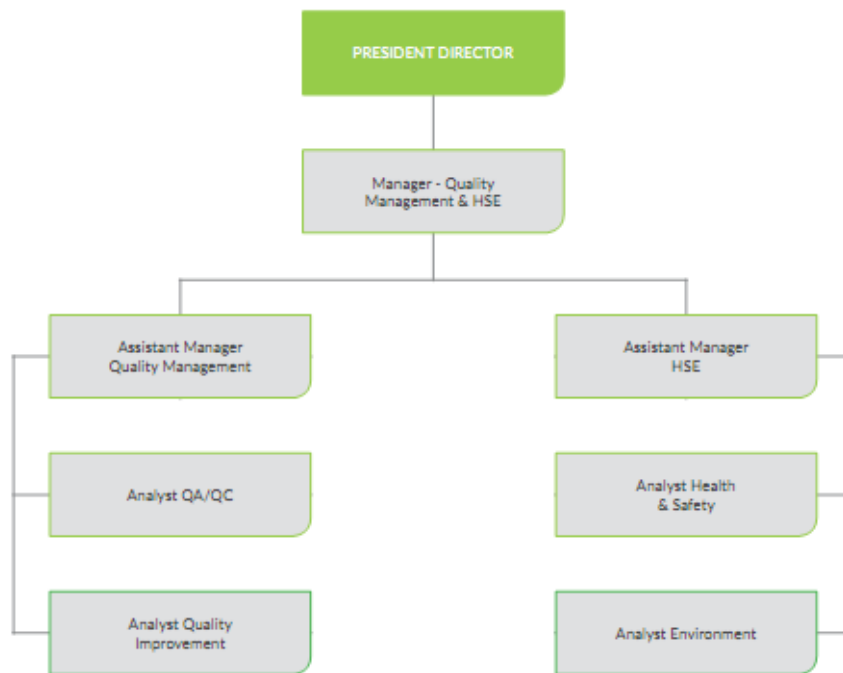 PRESIDENT DIRECTOR
Manager - Quality
Management & HSE
Assistant Manager
Quality Management
Assistant Manager
HSE
Analyst QA/QC
Analyst Health
& Safety
Analyst Quality
Improvement
Analyst Environment